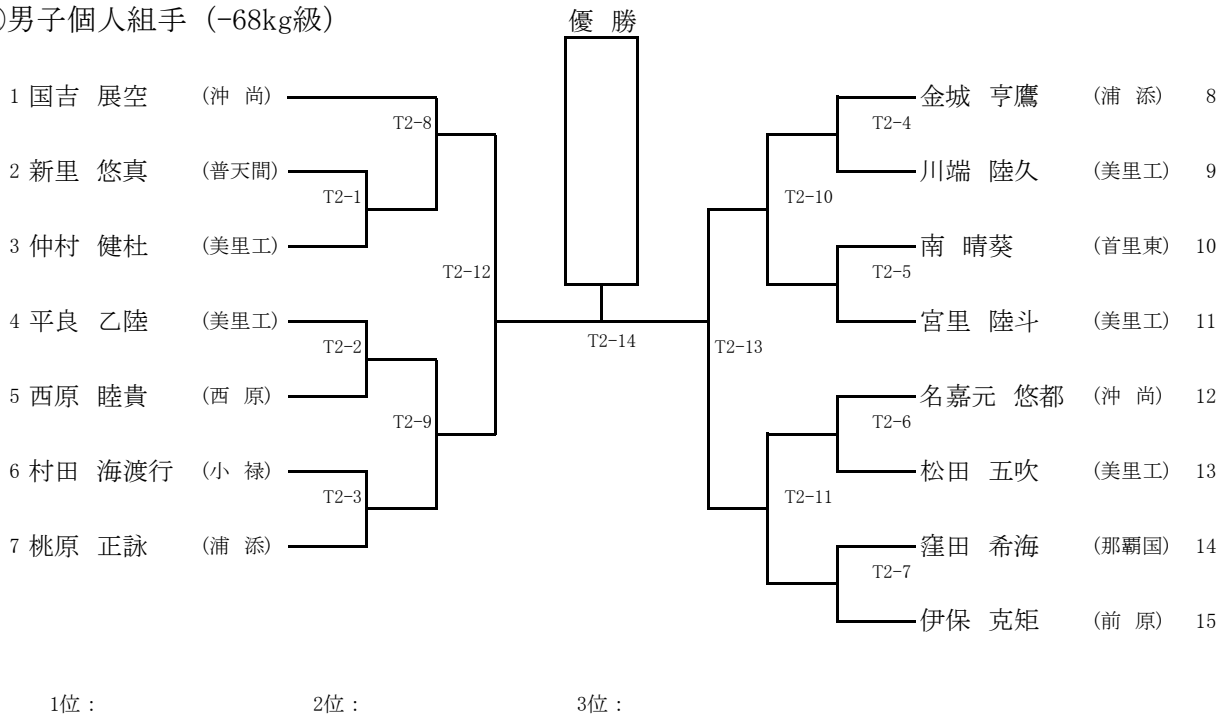 )男子個人組手（-68kg級）
優 勝
1 国吉 展空 (沖 尚)
金城 亨鷹 (浦 添) 8
T2-8
T2-4
2 新里 悠真 (普天間)
川端 陸久 (美里工) 9
T2-1
T2-10
3 仲村 健杜 (美里工)
南 晴葵 (首里東) 10
T2-12
T2-5
4 平良 乙陸 (美里工)
宮里 陸斗 (美里工) 11
T2-2
T2-14
T2-13
5 西原 睦貴 (西 原)
名嘉元 悠都 (沖 尚) 12
T2-9
T2-6
6 村田 海渡行 (小 禄)
松田 五吹 (美里工) 13
T2-3
T2-11
7 桃原 正詠 (浦 添)
窪田 希海 (那覇国) 14
T2-7
伊保 克矩 (前 原) 15
1位： 2位： 3位：